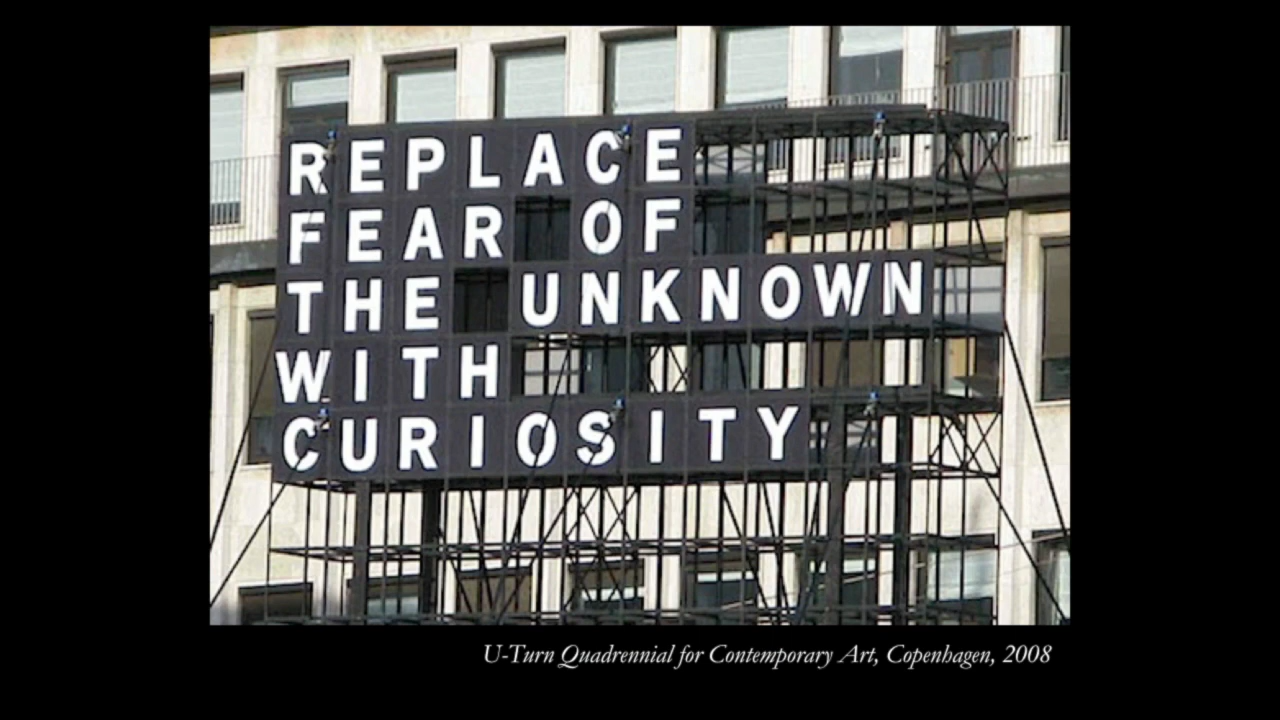 REPLACE
FEAR OF
THE UNKNOWN
WITH
CURIOSITY
U-Turn Quadrennial for Contemporary Art, Copenhagen, 2008